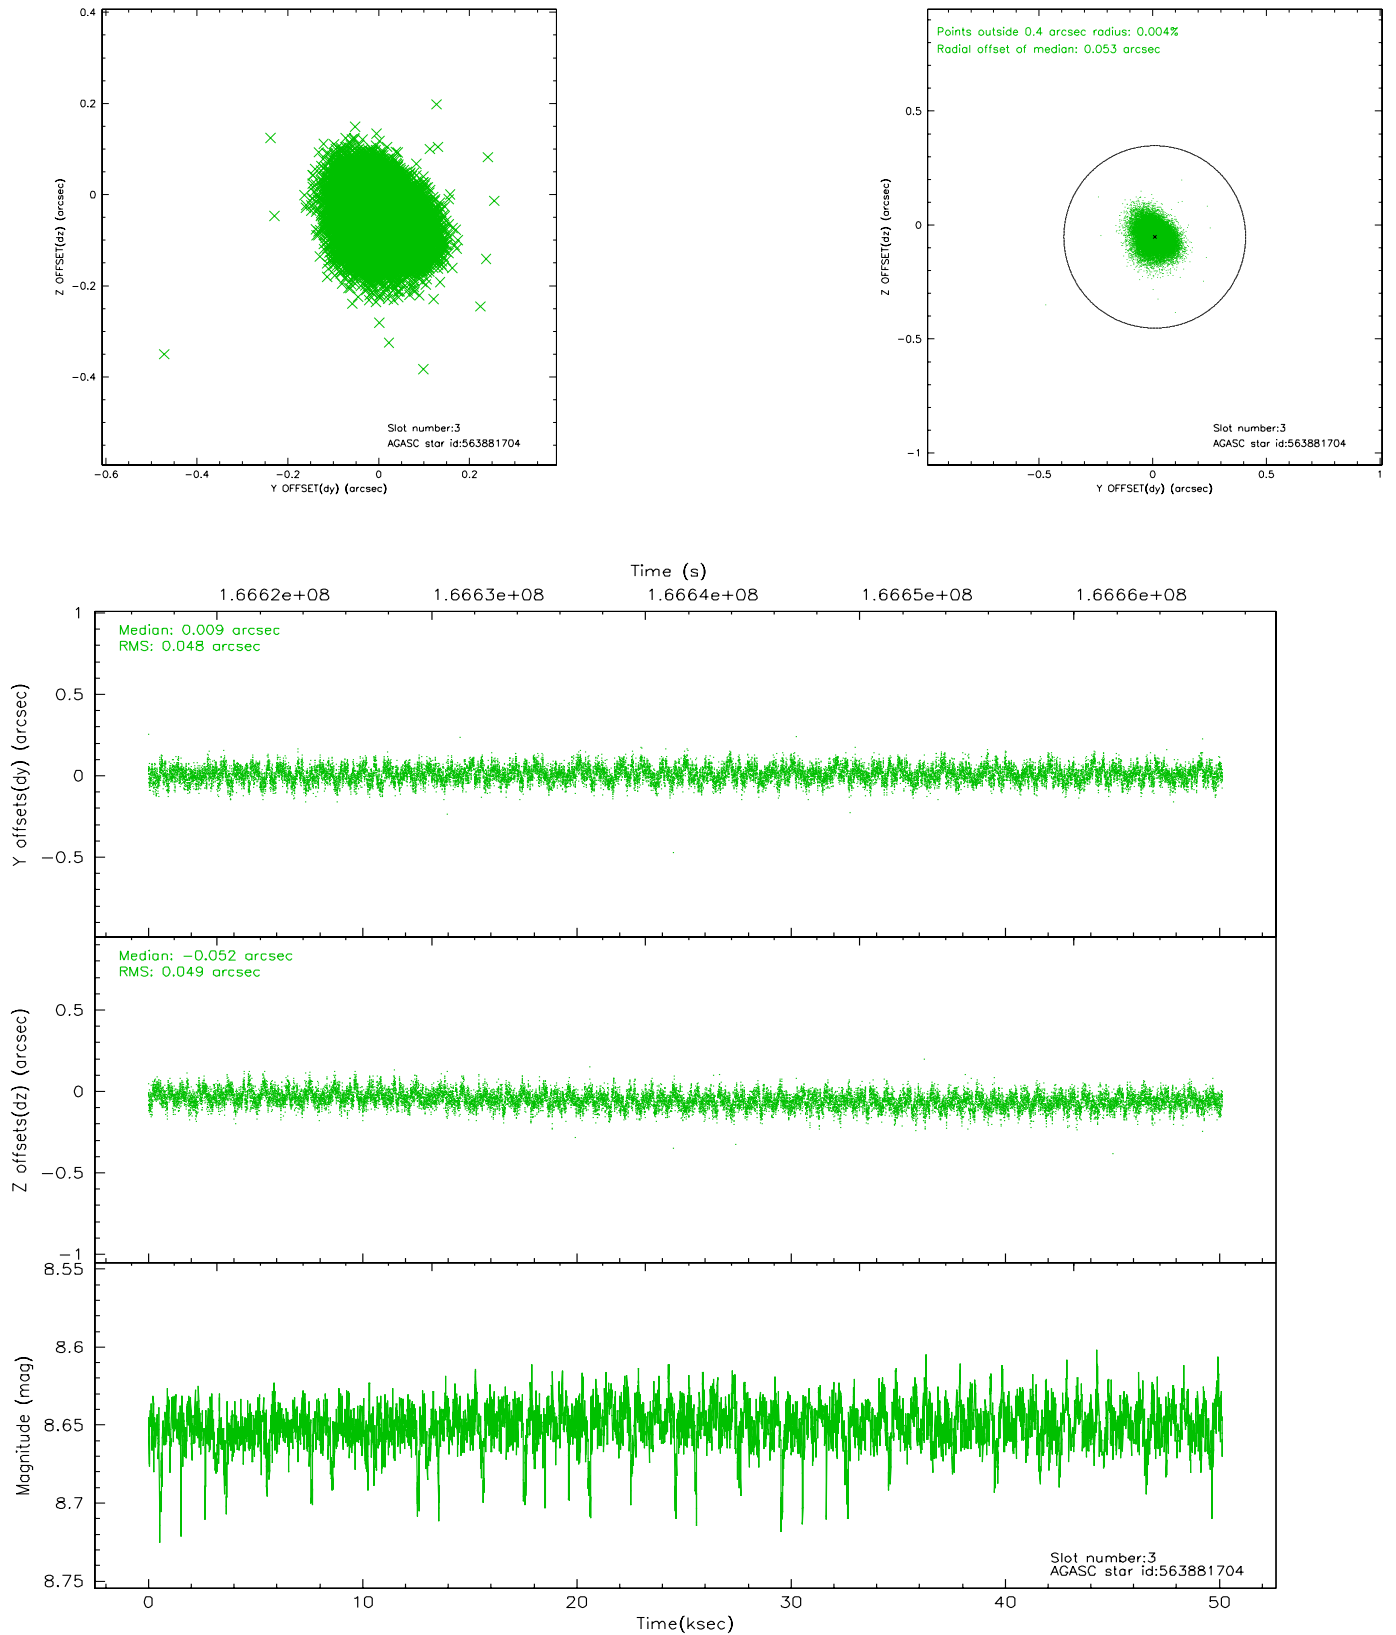 0.4
0.2
0
−0.2
−0.4
−0.6
−0.4
−0.2
0
0.2
Z OFFSET(dz) (arcsec)
Y OFFSET(dy) (arcsec)
Slot number:3
AGASC star id:563881704
Points outside 0.4 arcsec radius: 0.004%
Radial offset of median: 0.053 arcsec
0.5
0
−0.5
−1
−0.5
0
0.5
1
Z OFFSET(dz) (arcsec)
Y OFFSET(dy) (arcsec)
Slot number:3
AGASC star id:563881704
Time (s)
1.6662e+08
1.6663e+08
1.6664e+08
1.6665e+08
1.6666e+08
Median: 0.009 arcsec
RMS: 0.048 arcsec
1
0.5
0
−0.5
Y offsets(dy) (arcsec)
Median: −0.052 arcsec
RMS: 0.049 arcsec
0.5
0
−0.5
−1
Z offsets(dz) (arcsec)
8.55
8.6
8.65
8.7
8.75
Magnitude (mag)
Slot number:3
AGASC star id:563881704
0
10
20
30
40
50
Time(ksec)